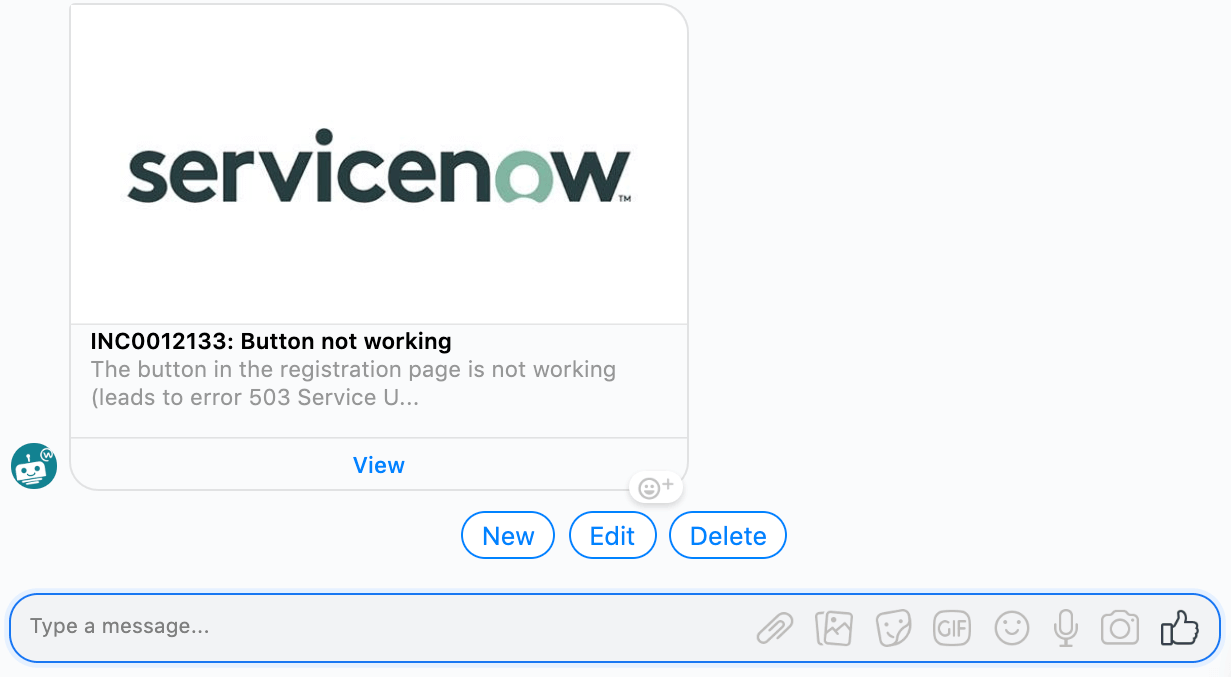 servicenow™
INC0012133: Button not working
The button in the registration page is not working
(leads to error 503 Service U...
View
W
New
Edit
Delete
Type a message...
GIF